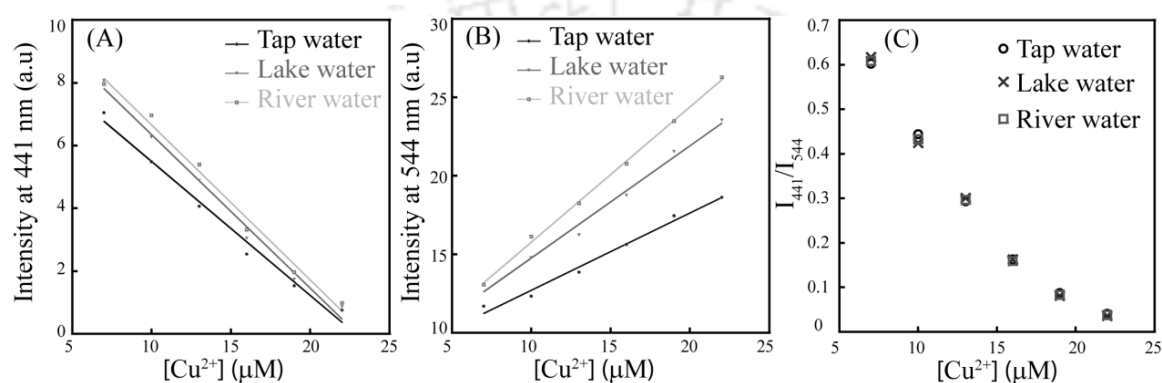 (A)
Tap water
Lake water
River water
Intensity at 441 nm (a.u)
10
8
6
4
2
0
5
10
15
20
25
[Cu²⁺] (μM)
(B)
Tap water
Lake water
River water
Intensity at 544 nm (a.u)
30
25
20
15
10
5
10
15
20
25
[Cu²⁺] (μM)
(C)
Tap water
Lake water
River water
I₄₄₁/I₅₄₄
0.7
0.6
0.5
0.4
0.3
0.2
0.1
0
5
10
15
20
25
[Cu²⁺] (μM)